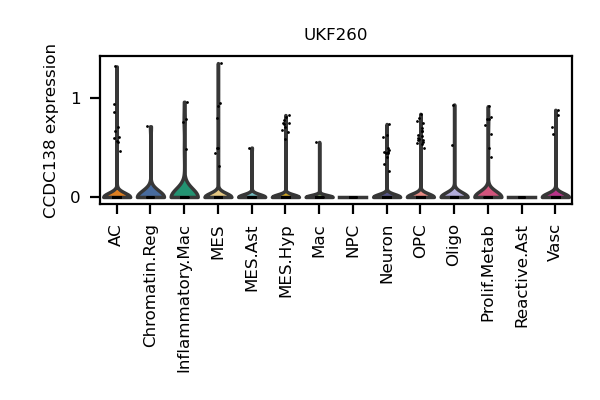 UKF260
CCDC138 expression
1
0
AC
Chromatin.Reg
Inflammatory.Mac
MES
MES.Ast
MES.Hyp
Mac
NPC
Neuron
OPC
Oligo
Prolif.Metab
Reactive.Ast
Vasc